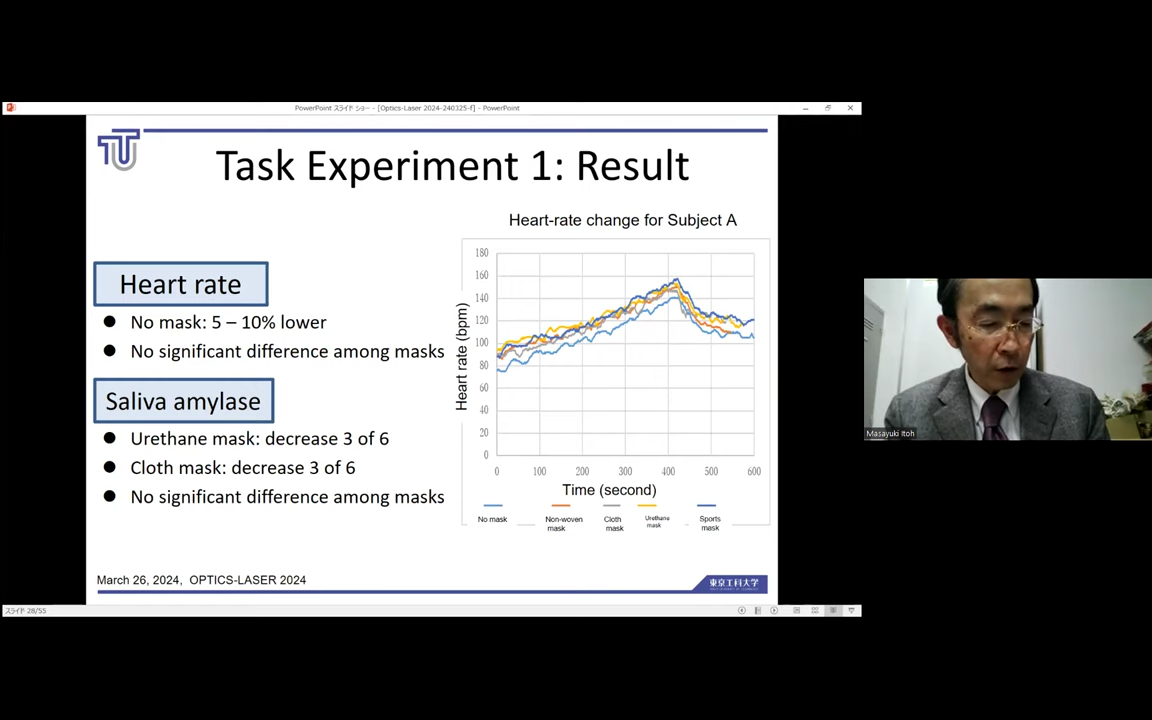 PowerPoint スライド ショー - [Optics-Laser 2024-240325-f] - PowerPoint
Task Experiment 1: Result
Heart-rate change for Subject A
Heart rate
● No mask: 5 – 10% lower
● No significant difference among masks
Saliva amylase
● Urethane mask: decrease 3 of 6
● Cloth mask: decrease 3 of 6
● No significant difference among masks
Heart rate (bpm)
180
160
140
120
100
80
60
40
20
0
0 100 200 300 400 500 600
Time (second)
No mask
Non-woven
mask
Cloth
mask
Urethane
mask
Sports
mask
March 26, 2024, OPTICS-LASER 2024
東京工科大学
スライド 28/55
Masayuki Itoh